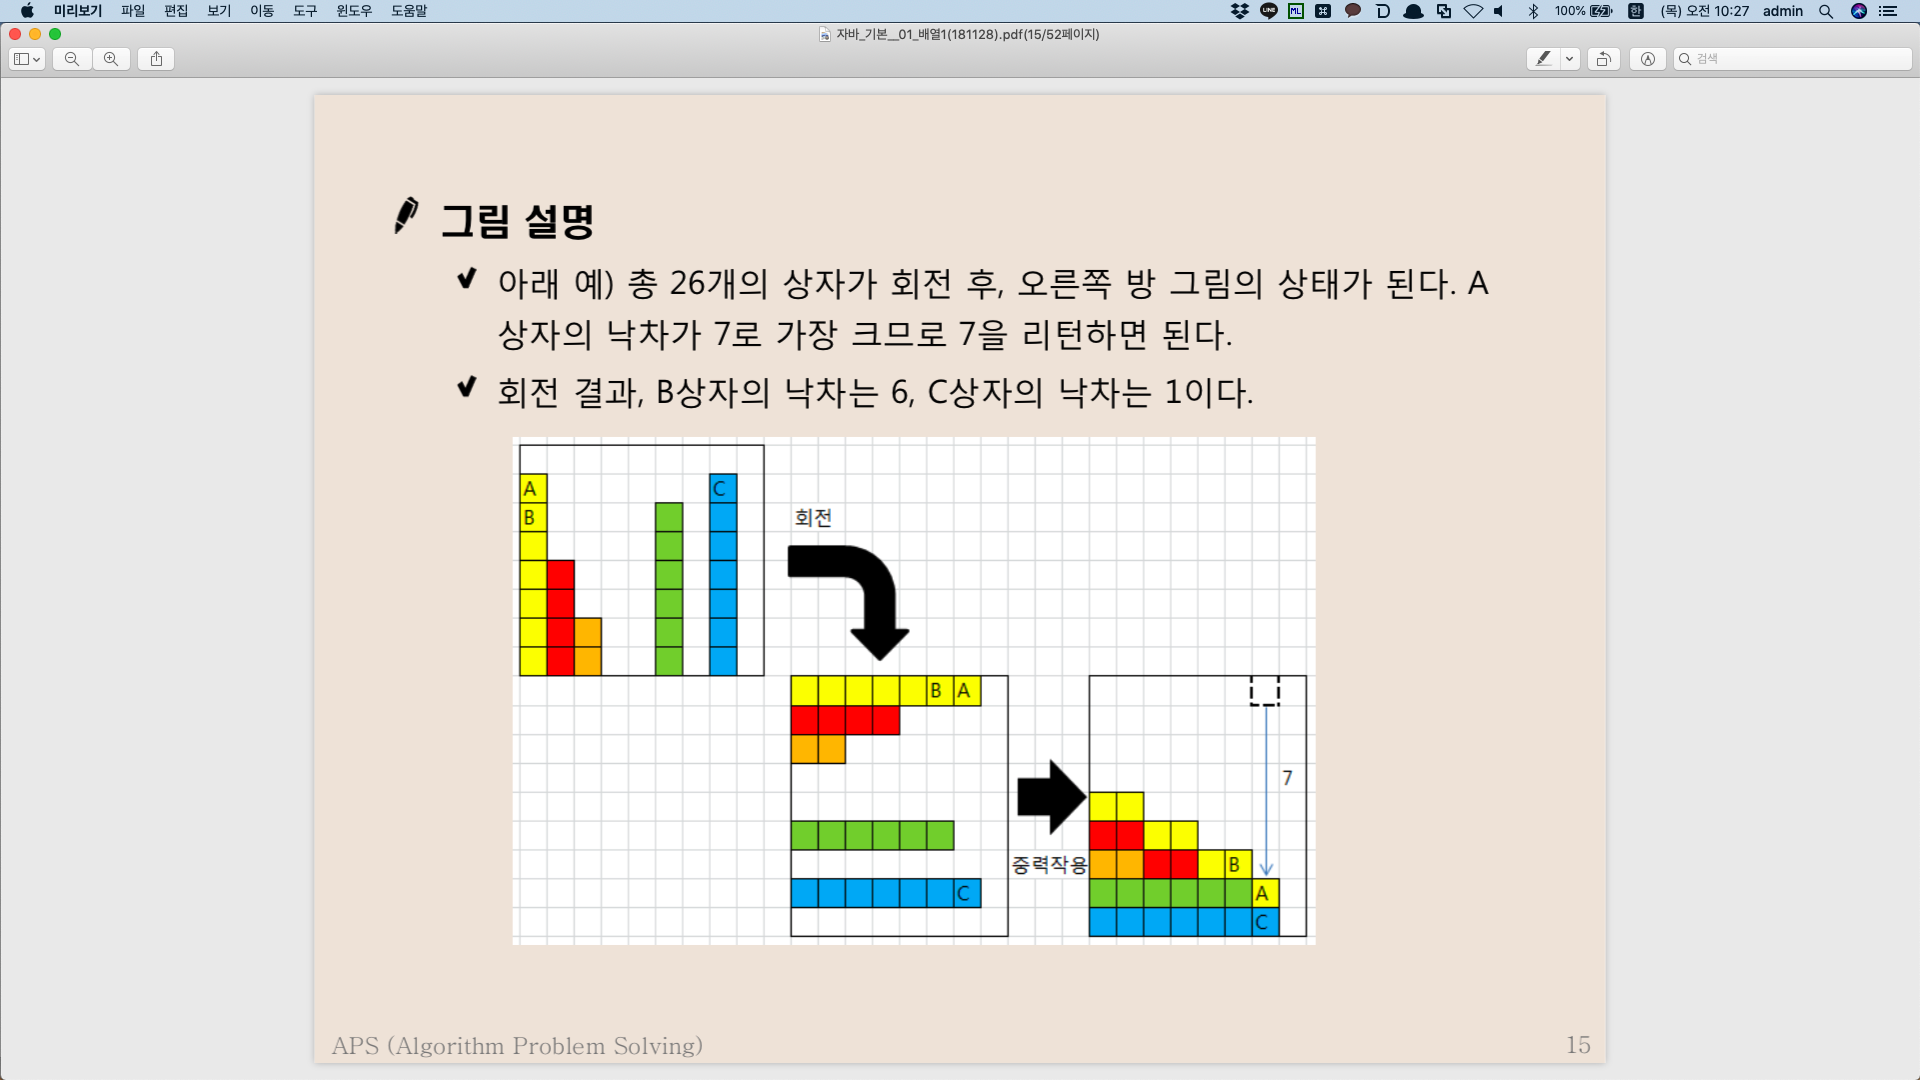 미리보기 파일 편집 보기 이동 도구 윈도우 도움말 LINE ML 100% 한 (목) 오전 10:27 admin
자바_기본__01_배열1(181128).pdf(15/52페이지)
검색
그림 설명
아래 예) 총 26개의 상자가 회전 후, 오른쪽 방 그림의 상태가 된다. A
상자의 낙차가 7로 가장 크므로 7을 리턴하면 된다.
회전 결과, B상자의 낙차는 6, C상자의 낙차는 1이다.
A C
B 회전
B A
7
중력작용 B
C A
C
APS (Algorithm Problem Solving) 15